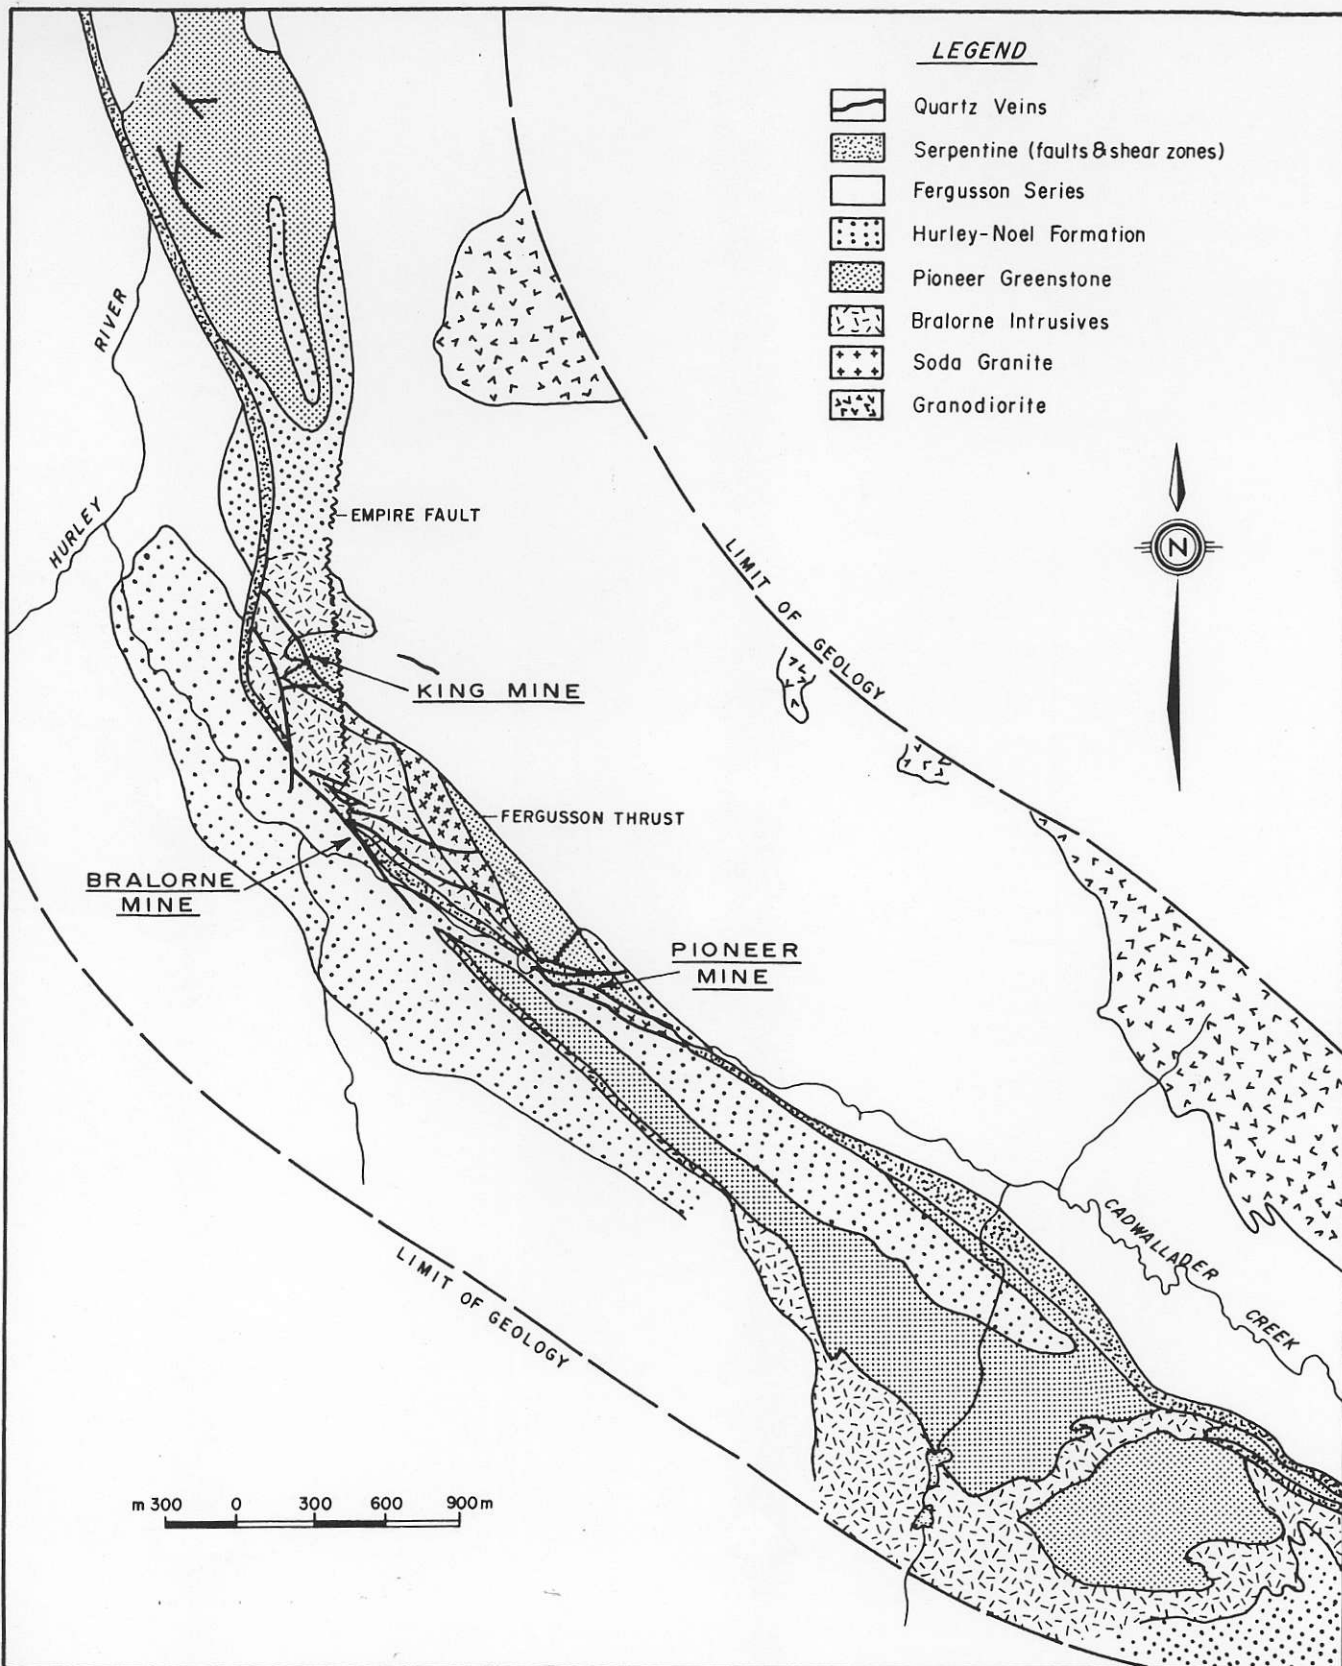 LEGEND
Quartz Veins
Serpentine (faults & shear zones)
Fergusson Series
Hurley-Noel Formation
Pioneer Greenstone
Bralorne Intrusives
Soda Granite
Granodiorite
N
HURLEY RIVER
EMPIRE FAULT
LIMIT OF GEOLOGY
KING MINE
FERGUSSON THRUST
BRALORNE
MINE
PIONEER
MINE
CADWALLADER CREEK
LIMIT OF GEOLOGY
m 300 0 300 600 900 m